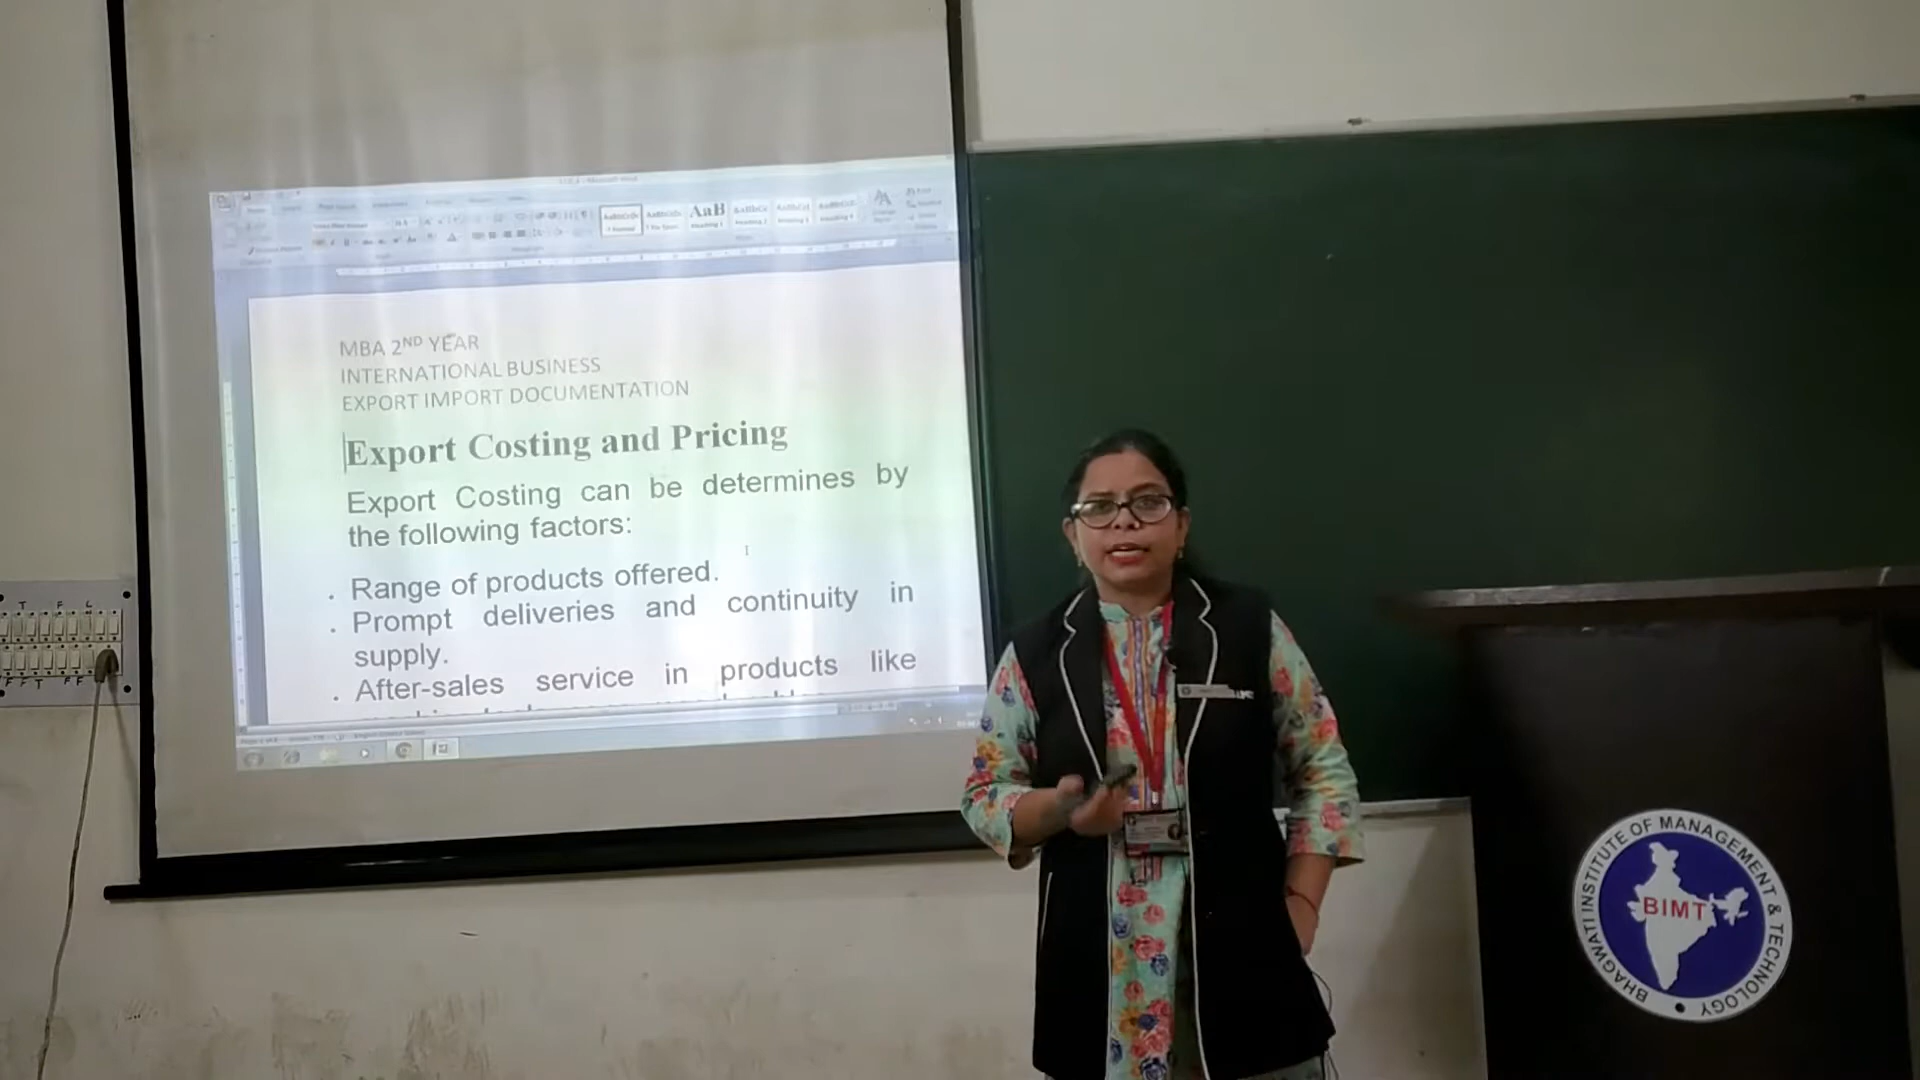 MBA 2ND YEAR
INTERNATIONAL BUSINESS
EXPORT IMPORT DOCUMENTATION
Export Costing and Pricing
Export Costing can be determines by
the following factors:
. Range of products offered.
. Prompt deliveries and continuity in
supply.
. After-sales service in products like
AaB
T F L
F F T F F
BHAGWATI INSTITUTE OF MANAGEMENT & TECHNOLOGY
BIMT